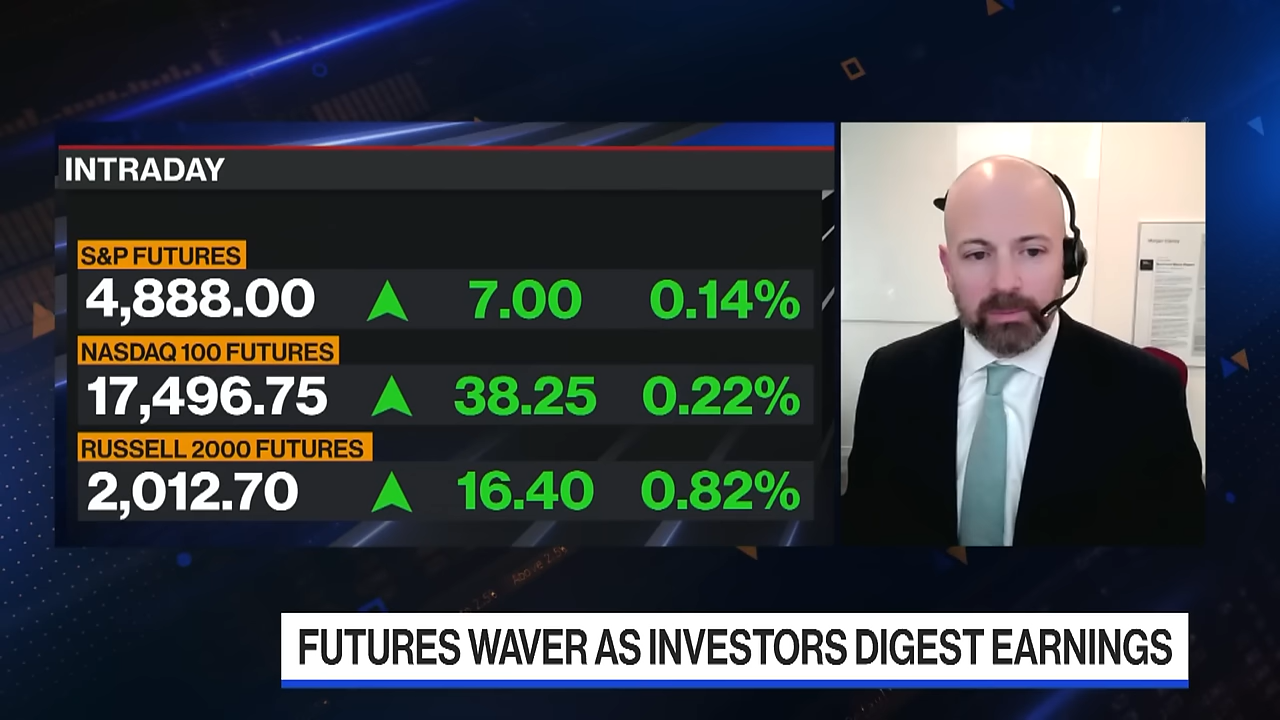 INTRADAY
S&P FUTURES
4,888.00 7.00 0.14%
NASDAQ 100 FUTURES
17,496.75 38.25 0.22%
RUSSELL 2000 FUTURES
2,012.70 16.40 0.82%
FUTURES WAVER AS INVESTORS DIGEST EARNINGS